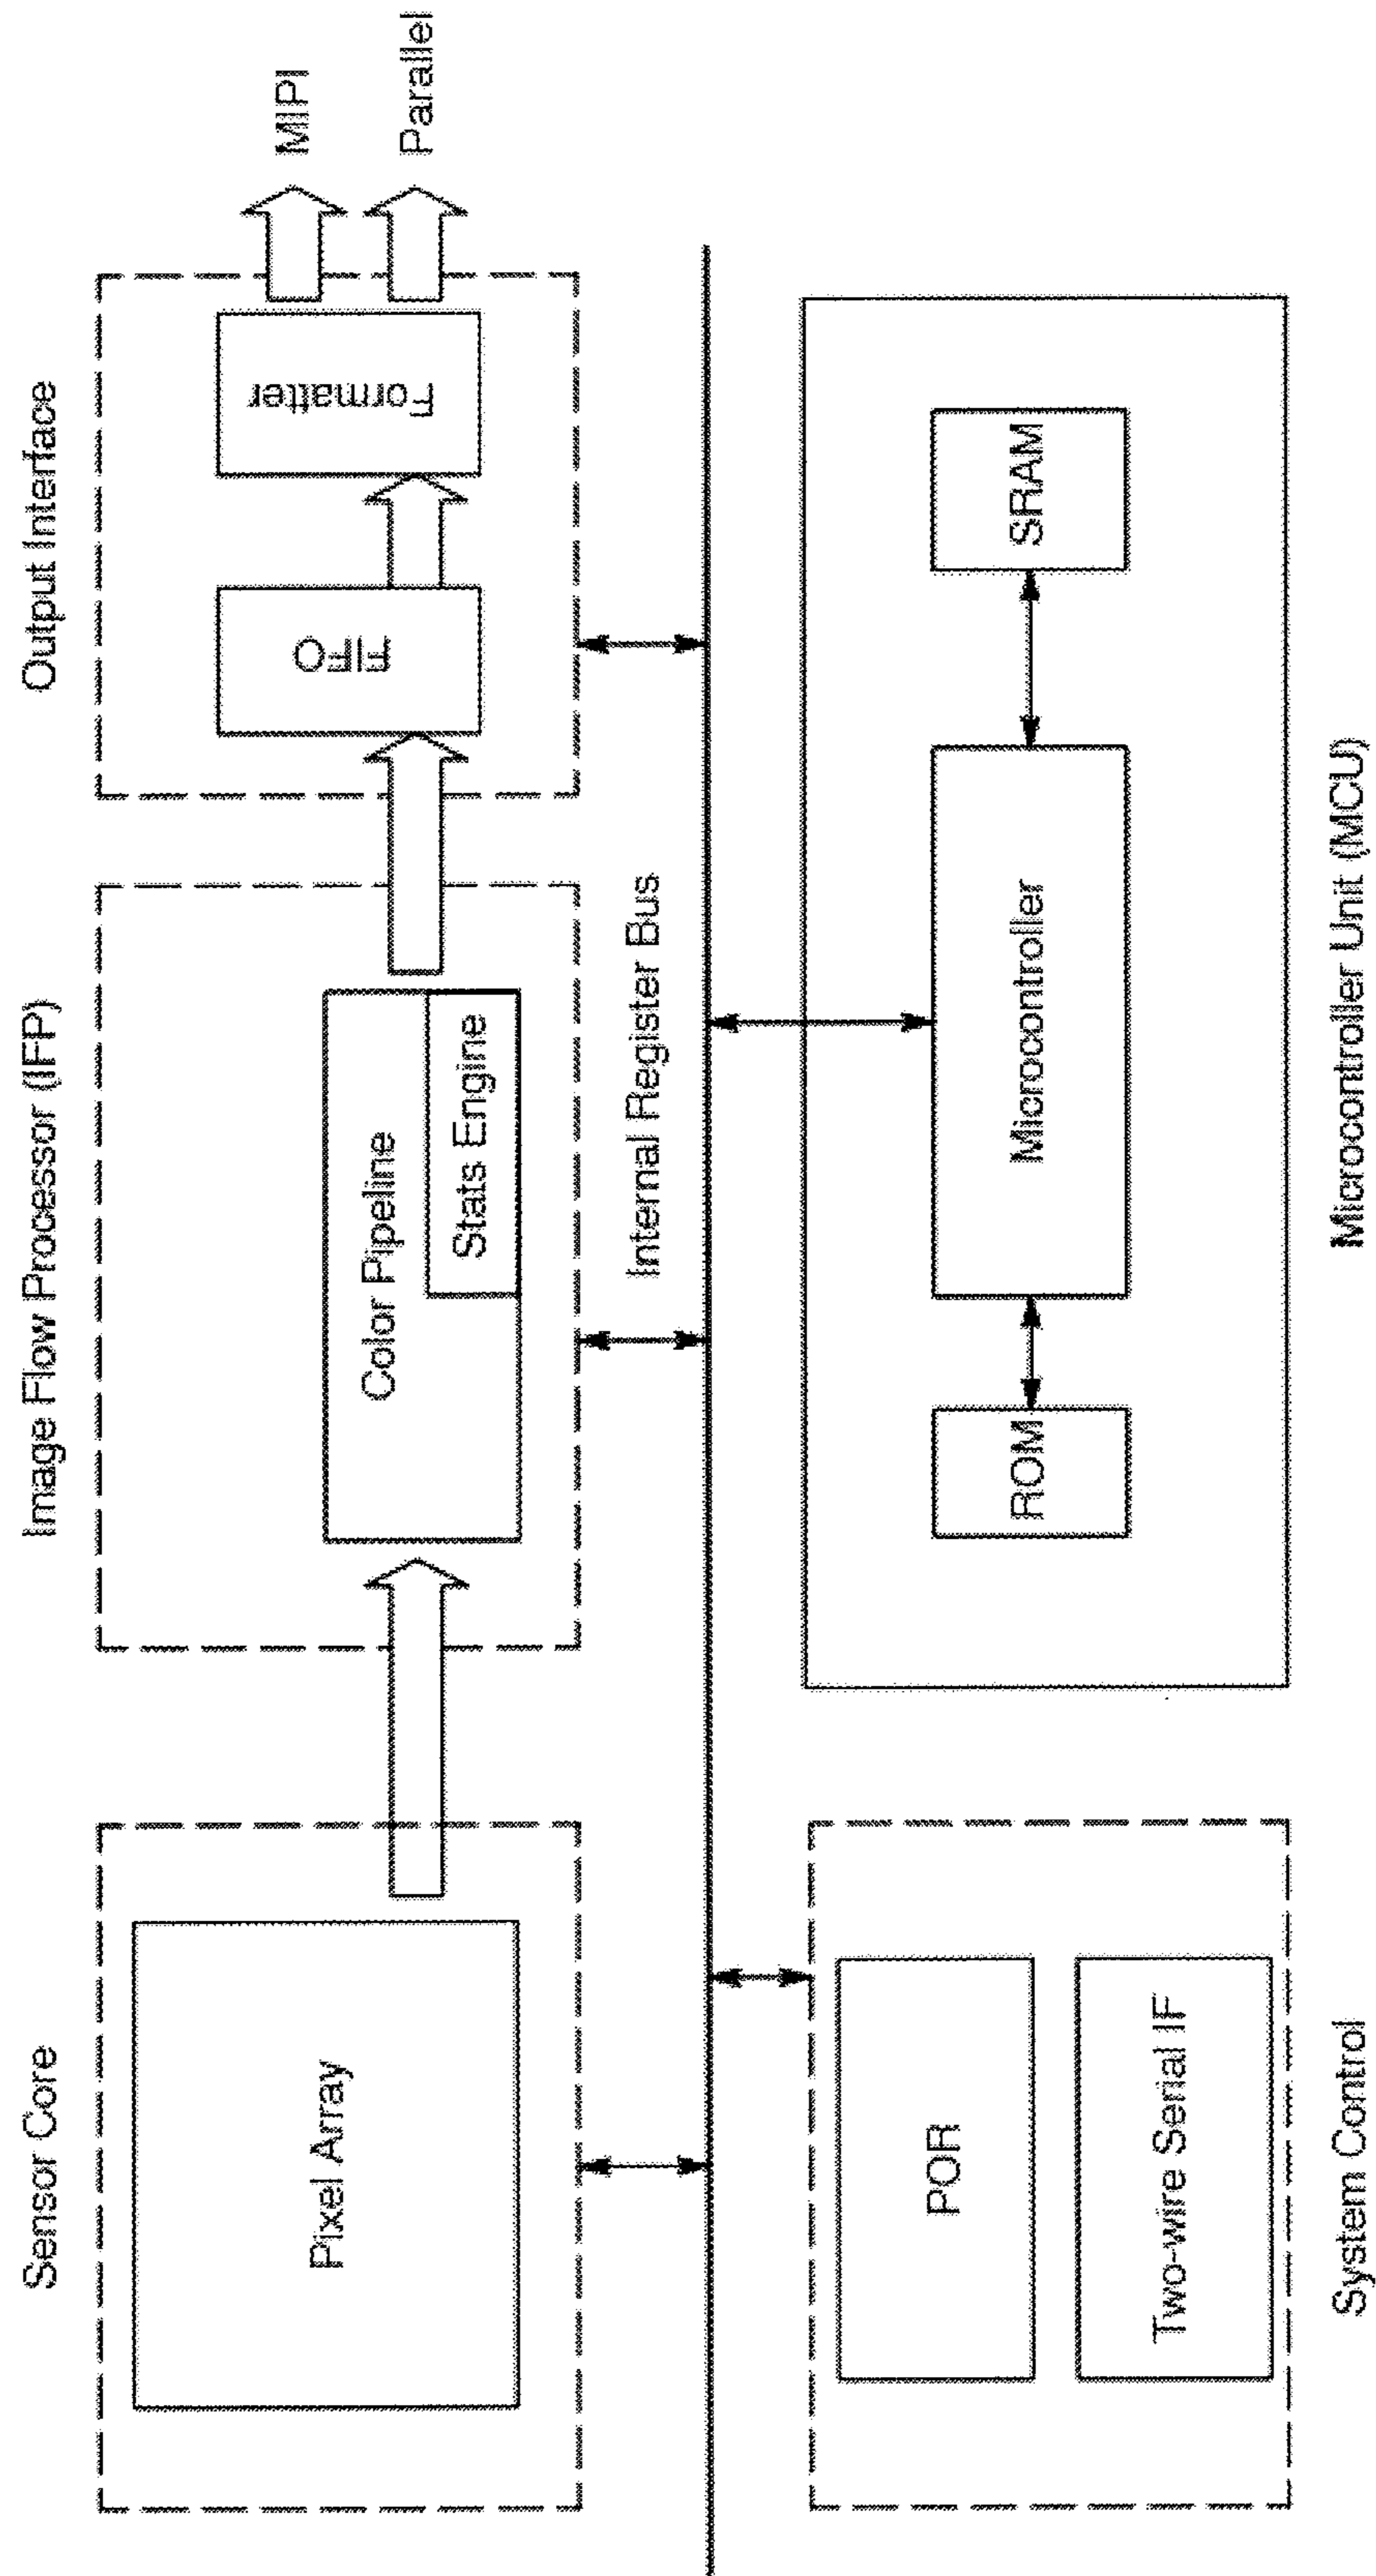 Sensor Core
Image Flow Processor (IFP)
Output Interface
Pixel Array
Color Pipeline
Stats Engine
FIFO
Formatter
MIPI
Parallel
Internal Register Bus
POR
Two-wire Serial IF
ROM
Microcontroller
SRAM
System Control
Microcontroller Unit (MCU)